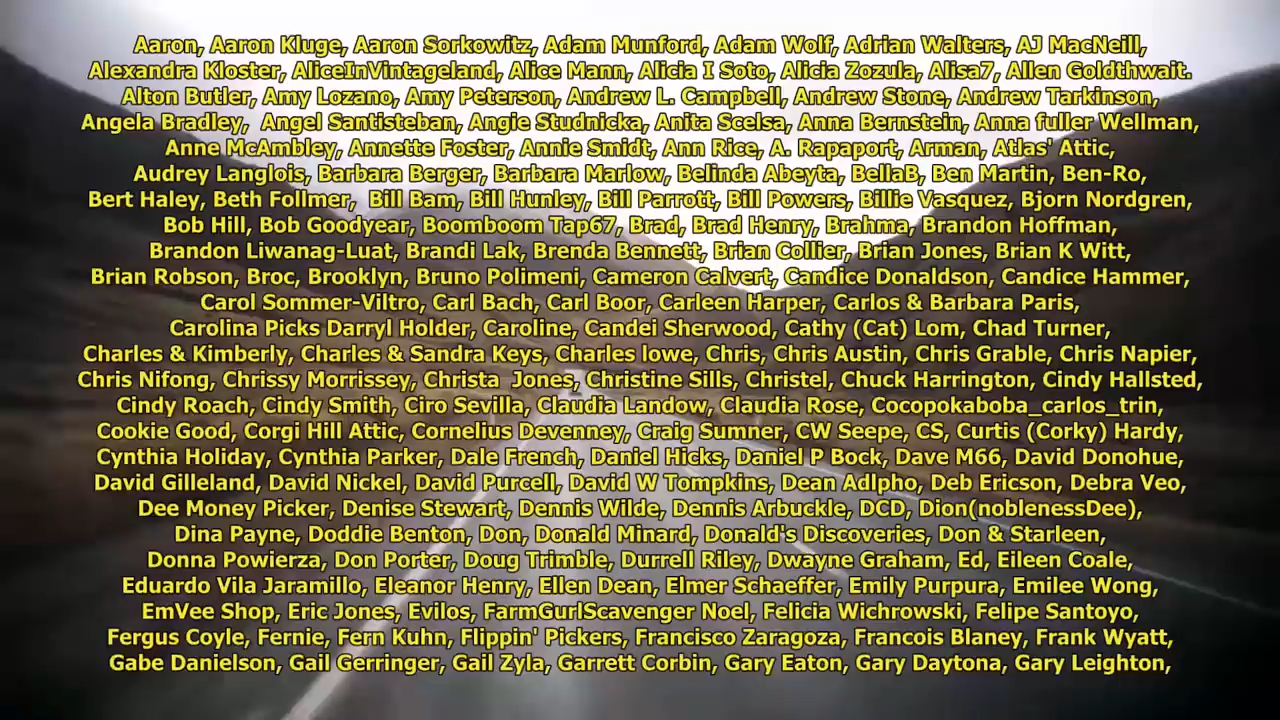 Aaron, Aaron Kluge, Aaron Sorkowitz, Adam Munford, Adam Wolf, Adrian Walters, AJ MacNeill,
Alexandra Kloster, AliceInVintageland, Alice Mann, Alicia I Soto, Alicia Zozula, Alisa7, Allen Goldthwait.
Alton Butler, Amy Lozano, Amy Peterson, Andrew L. Campbell, Andrew Stone, Andrew Tarkinson,
Angela Bradley,  Angel Santisteban, Angie Studnicka, Anita Scelsa, Anna Bernstein, Anna fuller Wellman,
Anne McAmbley, Annette Foster, Annie Smidt, Ann Rice, A. Rapaport, Arman, Atlas' Attic,
Audrey Langlois, Barbara Berger, Barbara Marlow, Belinda Abeyta, BellaB, Ben Martin, Ben-Ro,
Bert Haley, Beth Follmer,  Bill Bam, Bill Hunley, Bill Parrott, Bill Powers, Billie Vasquez, Bjorn Nordgren,
Bob Hill, Bob Goodyear, Boomboom Tap67, Brad, Brad Henry, Brahma, Brandon Hoffman,
Brandon Liwanag-Luat, Brandi Lak, Brenda Bennett, Brian Collier, Brian Jones, Brian K Witt,
Brian Robson, Broc, Brooklyn, Bruno Polimeni, Cameron Calvert, Candice Donaldson, Candice Hammer,
Carol Sommer-Viltro, Carl Bach, Carl Boor, Carleen Harper, Carlos & Barbara Paris,
Carolina Picks Darryl Holder, Caroline, Candei Sherwood, Cathy (Cat) Lom, Chad Turner,
Charles & Kimberly, Charles & Sandra Keys, Charles lowe, Chris, Chris Austin, Chris Grable, Chris Napier,
Chris Nifong, Chrissy Morrissey, Christa  Jones, Christine Sills, Christel, Chuck Harrington, Cindy Hallsted,
Cindy Roach, Cindy Smith, Ciro Sevilla, Claudia Landow, Claudia Rose, Cocopokaboba_carlos_trin,
Cookie Good, Corgi Hill Attic, Cornelius Devenney, Craig Sumner, CW Seepe, CS, Curtis (Corky) Hardy,
Cynthia Holiday, Cynthia Parker, Dale French, Daniel Hicks, Daniel P Bock, Dave M66, David Donohue,
David Gilleland, David Nickel, David Purcell, David W Tompkins, Dean Adlpho, Deb Ericson, Debra Veo,
Dee Money Picker, Denise Stewart, Dennis Wilde, Dennis Arbuckle, DCD, Dion(noblenessDee),
Dina Payne, Doddie Benton, Don, Donald Minard, Donald's Discoveries, Don & Starleen,
Donna Powierza, Don Porter, Doug Trimble, Durrell Riley, Dwayne Graham, Ed, Eileen Coale,
Eduardo Vila Jaramillo, Eleanor Henry, Ellen Dean, Elmer Schaeffer, Emily Purpura, Emilee Wong,
EmVee Shop, Eric Jones, Evilos, FarmGurlScavenger Noel, Felicia Wichrowski, Felipe Santoyo,
Fergus Coyle, Fernie, Fern Kuhn, Flippin' Pickers, Francisco Zaragoza, Francois Blaney, Frank Wyatt,
Gabe Danielson, Gail Gerringer, Gail Zyla, Garrett Corbin, Gary Eaton, Gary Daytona, Gary Leighton,